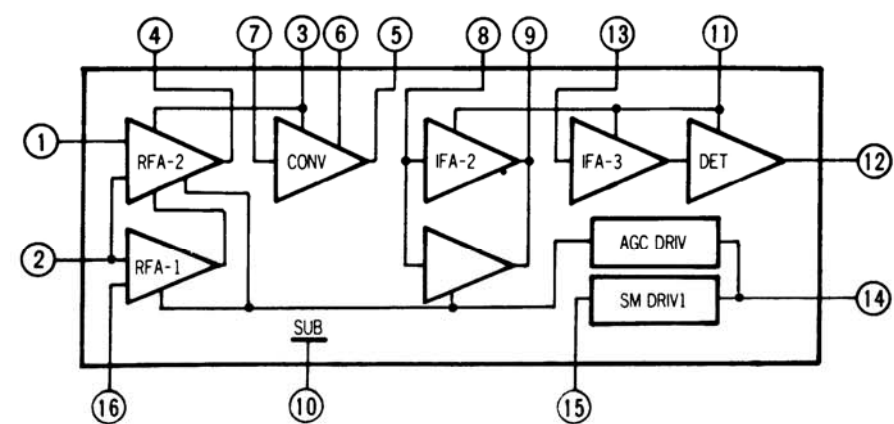 4 3 7 6 5 8 9 13 11
1 RFA-2 CONV IFA-2 IFA-3 DET 12
AGC DRIV
2 RFA-1
SM DRIV1 14
SUB
16 10 15